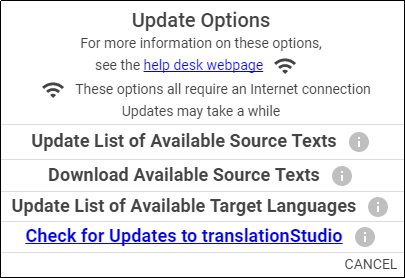 Update Options
For more information on these options,
see the help desk webpage
These options all require an Internet connection
Updates may take a while
Update List of Available Source Texts
Download Available Source Texts
Update List of Available Target Languages
Check for Updates to translationStudio
CANCEL